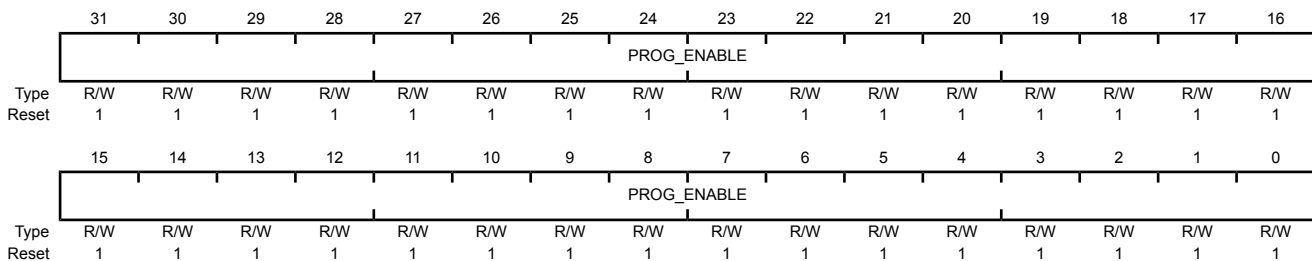 31 30 29 28 27 26 25 24 23 22 21 20 19 18 17 16
PROG_ENABLE
Type R/W R/W R/W R/W R/W R/W R/W R/W R/W R/W R/W R/W R/W R/W R/W R/W
Reset 1 1 1 1 1 1 1 1 1 1 1 1 1 1 1 1
15 14 13 12 11 10 9 8 7 6 5 4 3 2 1 0
PROG_ENABLE
Type R/W R/W R/W R/W R/W R/W R/W R/W R/W R/W R/W R/W R/W R/W R/W R/W
Reset 1 1 1 1 1 1 1 1 1 1 1 1 1 1 1 1